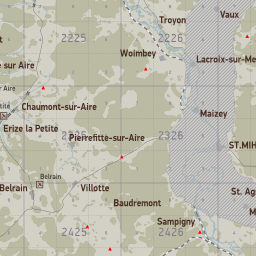 Troyon
Vaux
2225
2226
Woimbey
sur Aire
Lacroix-sur-Me
Chaumont-sur-Aire
Maizey
Erize la Petite
2325
Pierrefitte-sur-Aire
2326
ST.MIH
Belrain
Belrain
Villotte
St. Ag
Baudremont
Sampigny
2425
2426